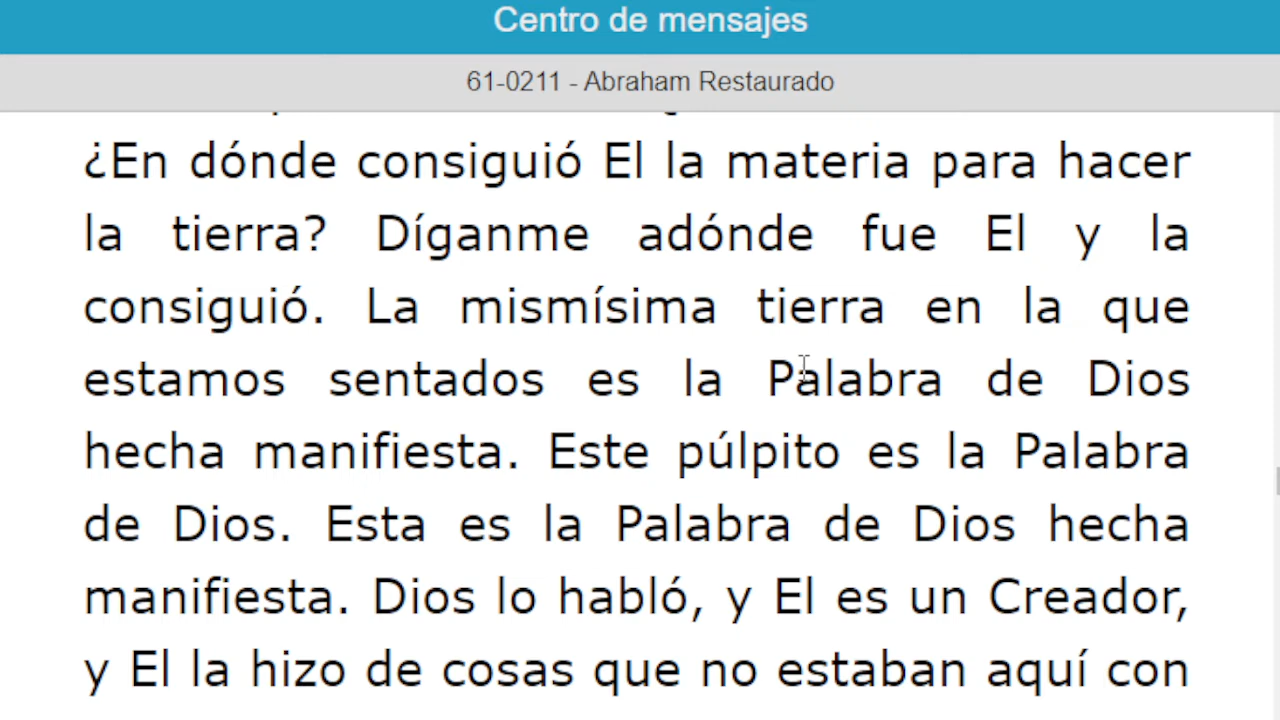 Centro de mensajes
61-0211 - Abraham Restaurado
¿En dónde consiguió El la materia para hacer
la tierra? Díganme adónde fue El y la
consiguió. La mismísima tierra en la que
estamos sentados es la Palabra de Dios
hecha manifiesta. Este púlpito es la Palabra
de Dios. Esta es la Palabra de Dios hecha
manifiesta. Dios lo habló, y El es un Creador,
y El la hizo de cosas que no estaban aquí con